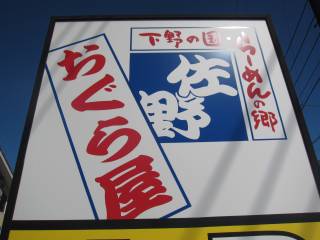 下野の国
らーめんの郷
佐野
おぐら屋